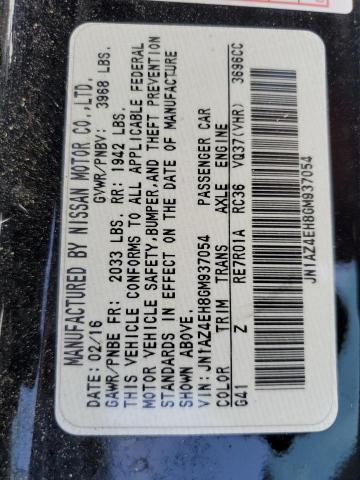 MANUFACTURED BY NISSAN MOTOR CO.,LTD.
DATE: 02/16 GVWR/PNBV: 3968 LBS.
GAWR/PNBE FR: 2033 LBS. RR: 1942 LBS.
THIS VEHICLE CONFORMS TO ALL APPLICABLE FEDERAL
MOTOR VEHICLE SAFETY,BUMPER,AND THEFT PREVENTION
STANDARDS IN EFFECT ON THE DATE OF MANUFACTURE
SHOWN ABOVE.
VIN: JN1AZ4EH8GM937054 PASSENGER CAR
COLOR TRIM TRANS AXLE ENGINE
G41 Z RE7R01A RC36 VQ37(VHR) 3696CC
JN1AZ4EH8GM937054